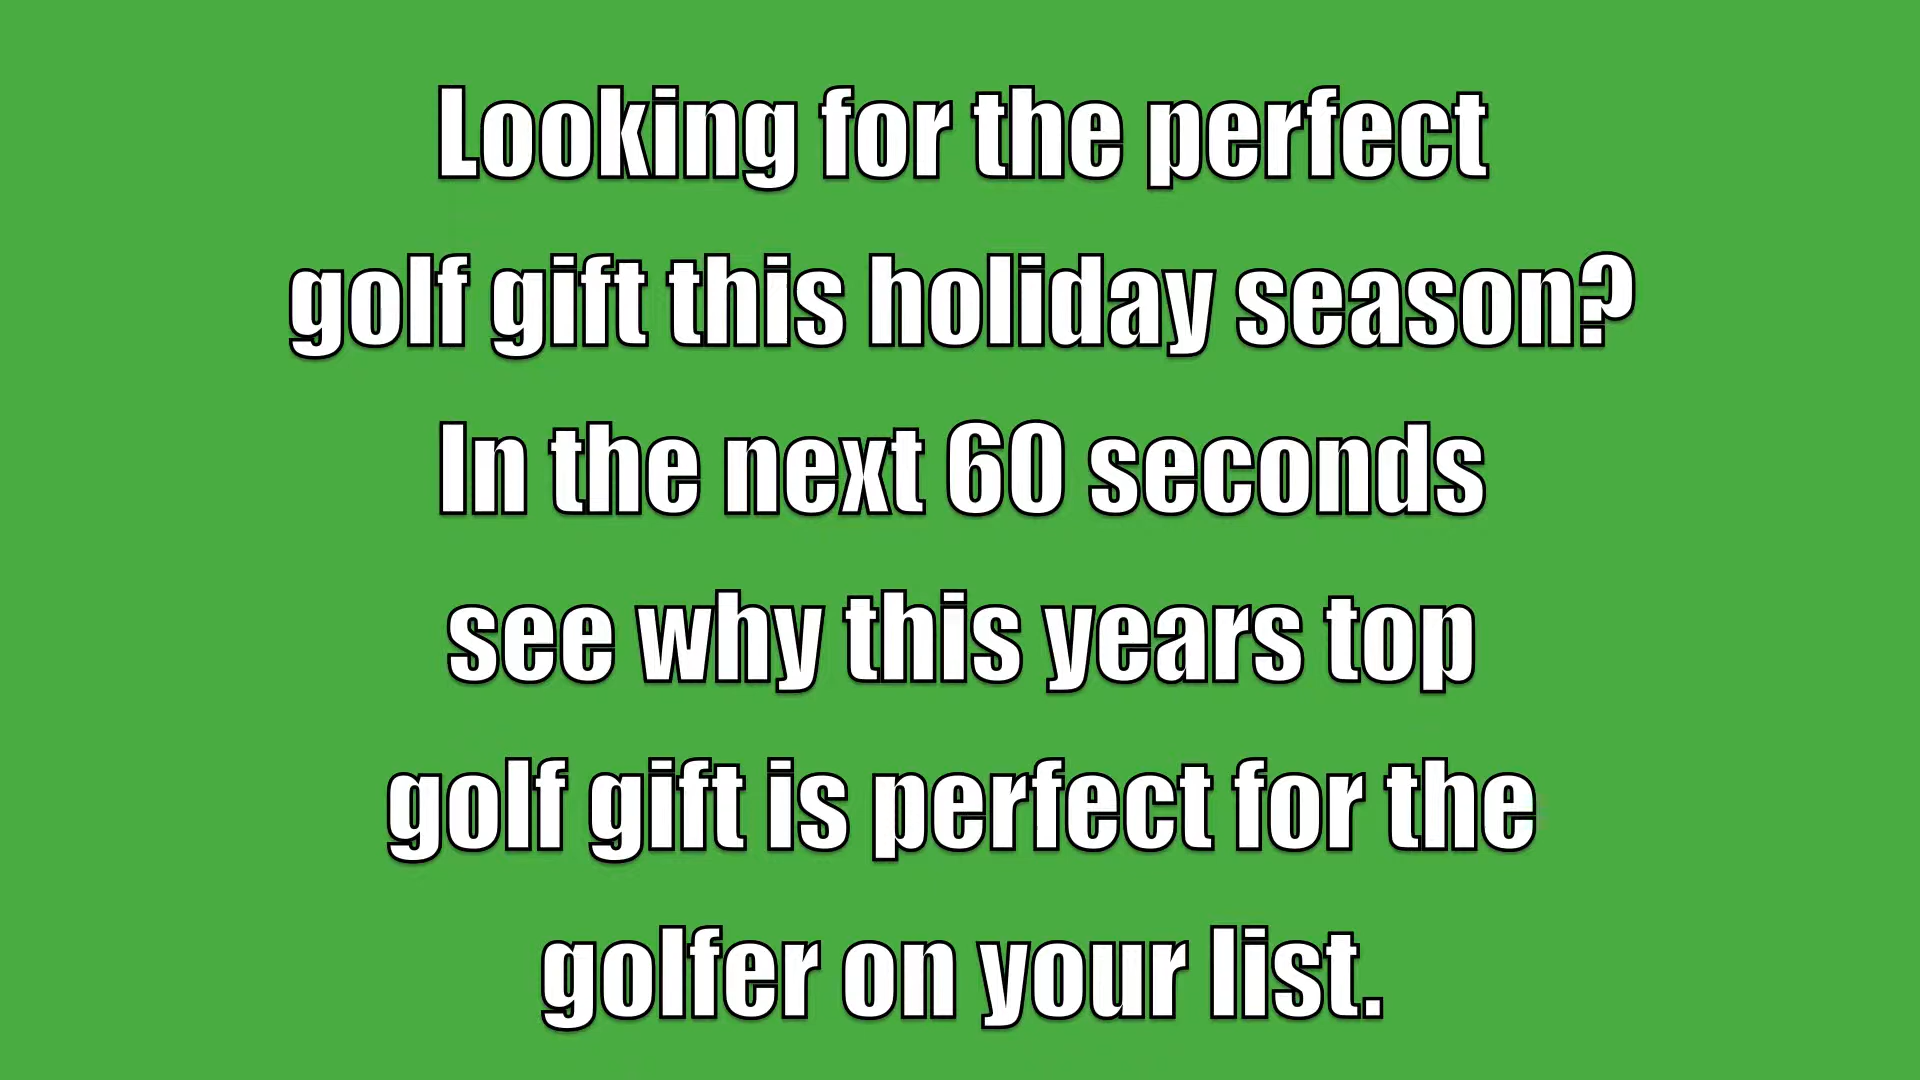 Looking for the perfect
golf gift this holiday season?
In the next 60 seconds
see why this years top
golf gift is perfect for the
golfer on your list.